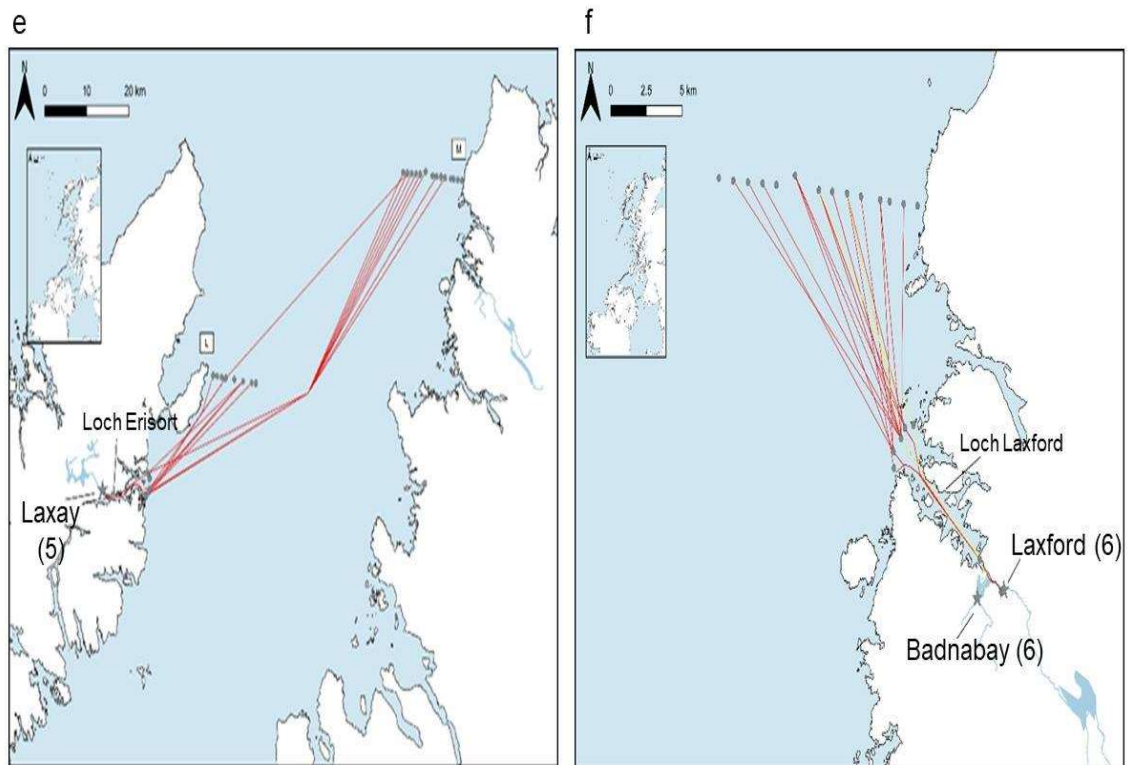 e
N
0 10 20 km
M
L
Loch Erisort
Laxay
(5)
f
N
0 2.5 5 km
Loch Laxford
Laxford (6)
Badnabay (6)